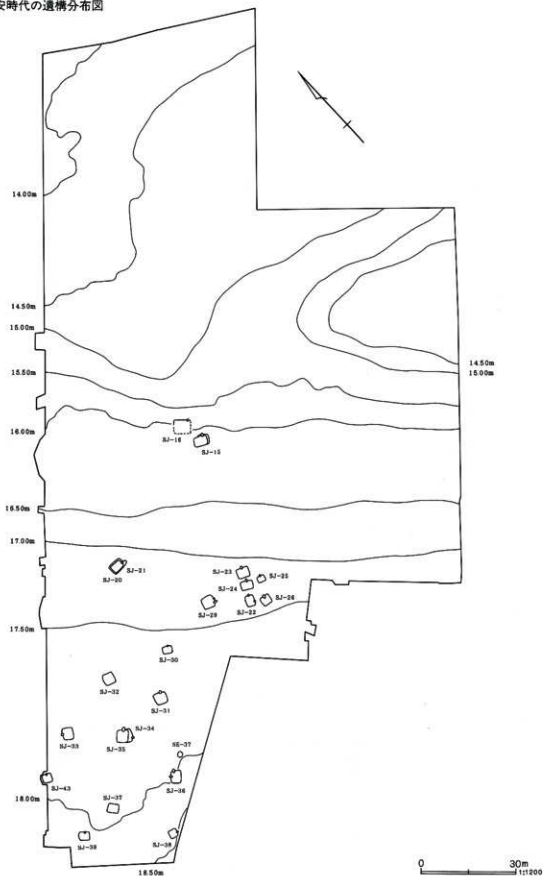 安時代の遺構分布図
14.00m
14.50m
15.00m
15.50m
14.50m
15.00m
16.00m
SJ-16
SJ-15
16.50m
17.00m
SJ-21
SJ-20
SJ-23
SJ-25
SJ-24
SJ-29
SJ-22
SJ-26
17.50m
SJ-30
SJ-32
SJ-31
SJ-34
SJ-33
SJ-35
SE-37
SJ-43
SJ-36
18.00m
SJ-37
SJ-39
SJ-38
18.50m
0
30m
1:1200